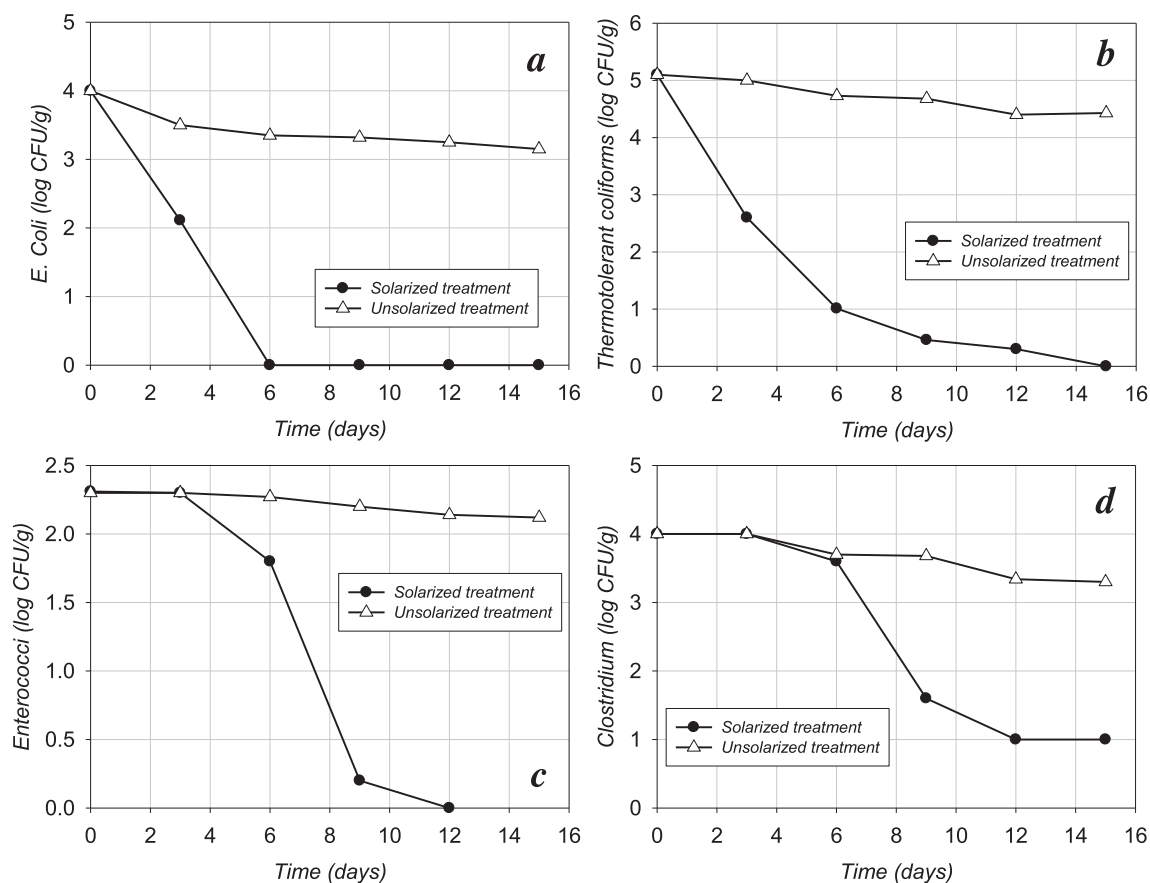 a
E. Coli (log CFU/g)
5
4
3
2
1
0
Solarized treatment
Unsolarized treatment
0 2 4 6 8 10 12 14 16
Time (days)
b
Thermotolerant coliforms (log CFU/g)
6
5
4
3
2
1
0
Solarized treatment
Unsolarized treatment
0 2 4 6 8 10 12 14 16
Time (days)
c
Enterococci (log CFU/g)
2.5
2.0
1.5
1.0
0.5
0.0
Solarized treatment
Unsolarized treatment
0 2 4 6 8 10 12 14 16
Time (days)
d
Clostridium (log CFU/g)
5
4
3
2
1
0
Solarized treatment
Unsolarized treatment
0 2 4 6 8 10 12 14 16
Time (days)